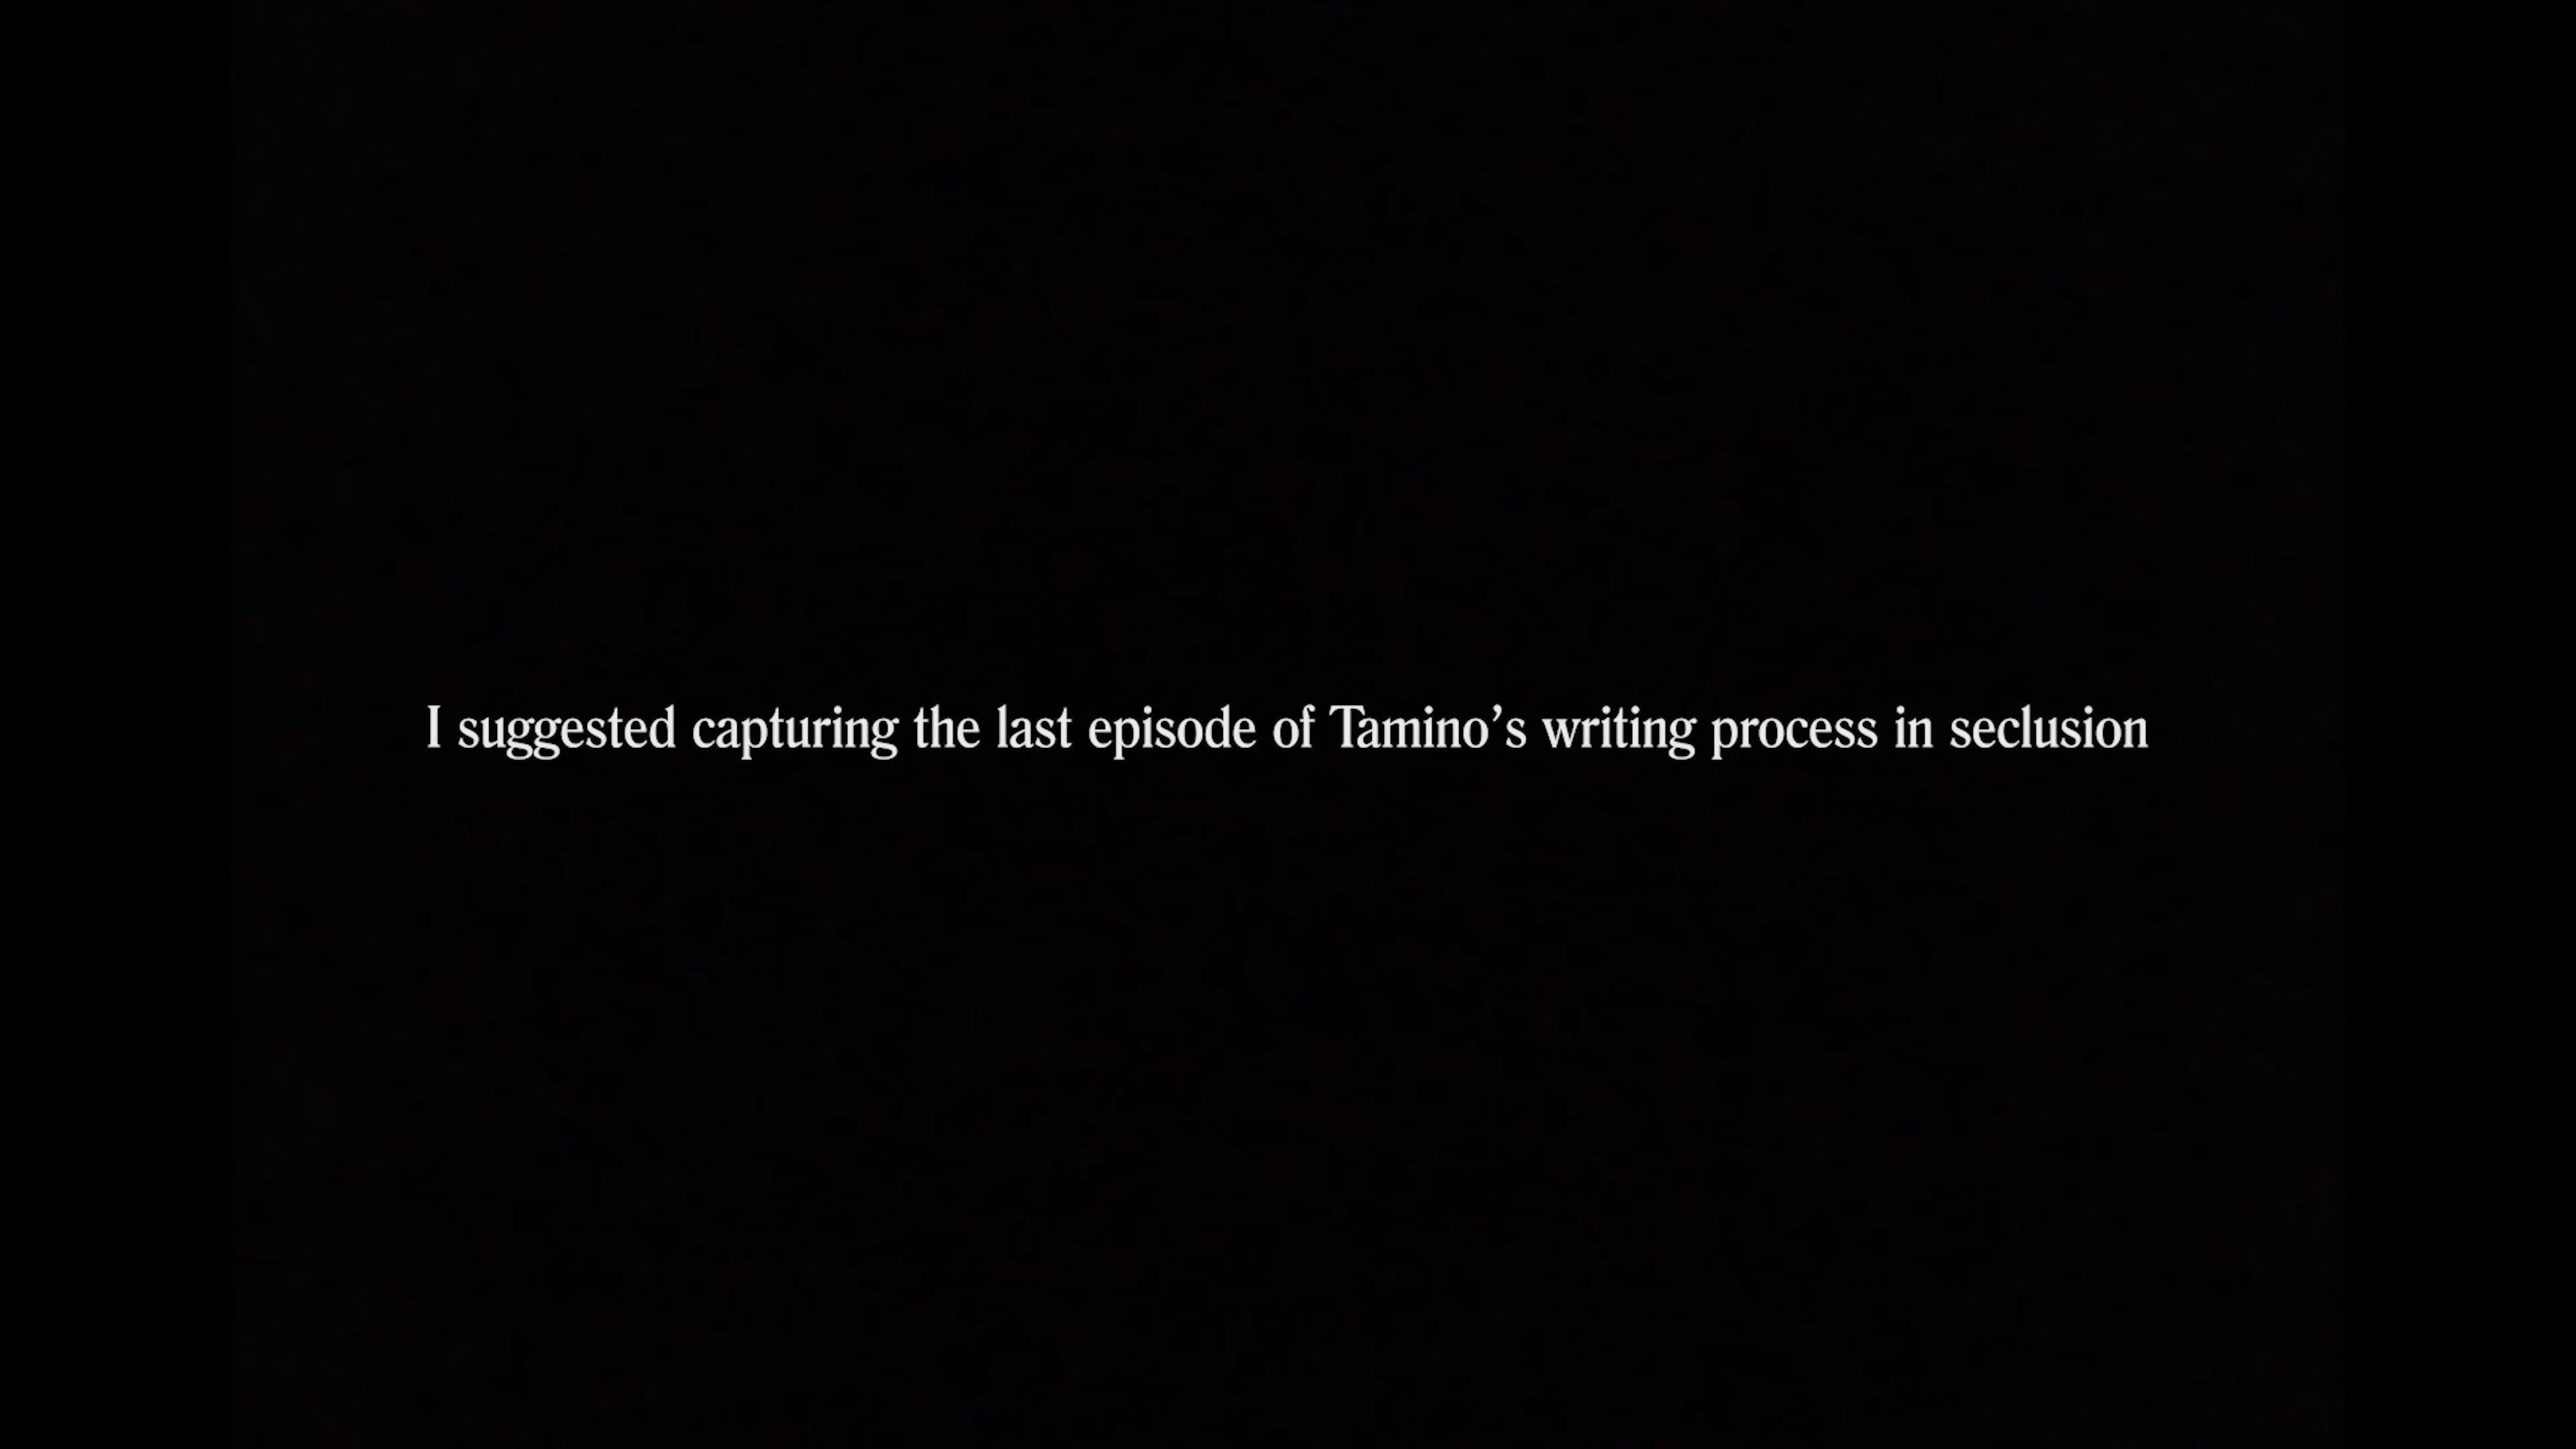 I suggested capturing the last episode of Tamino’s writing process in seclusion